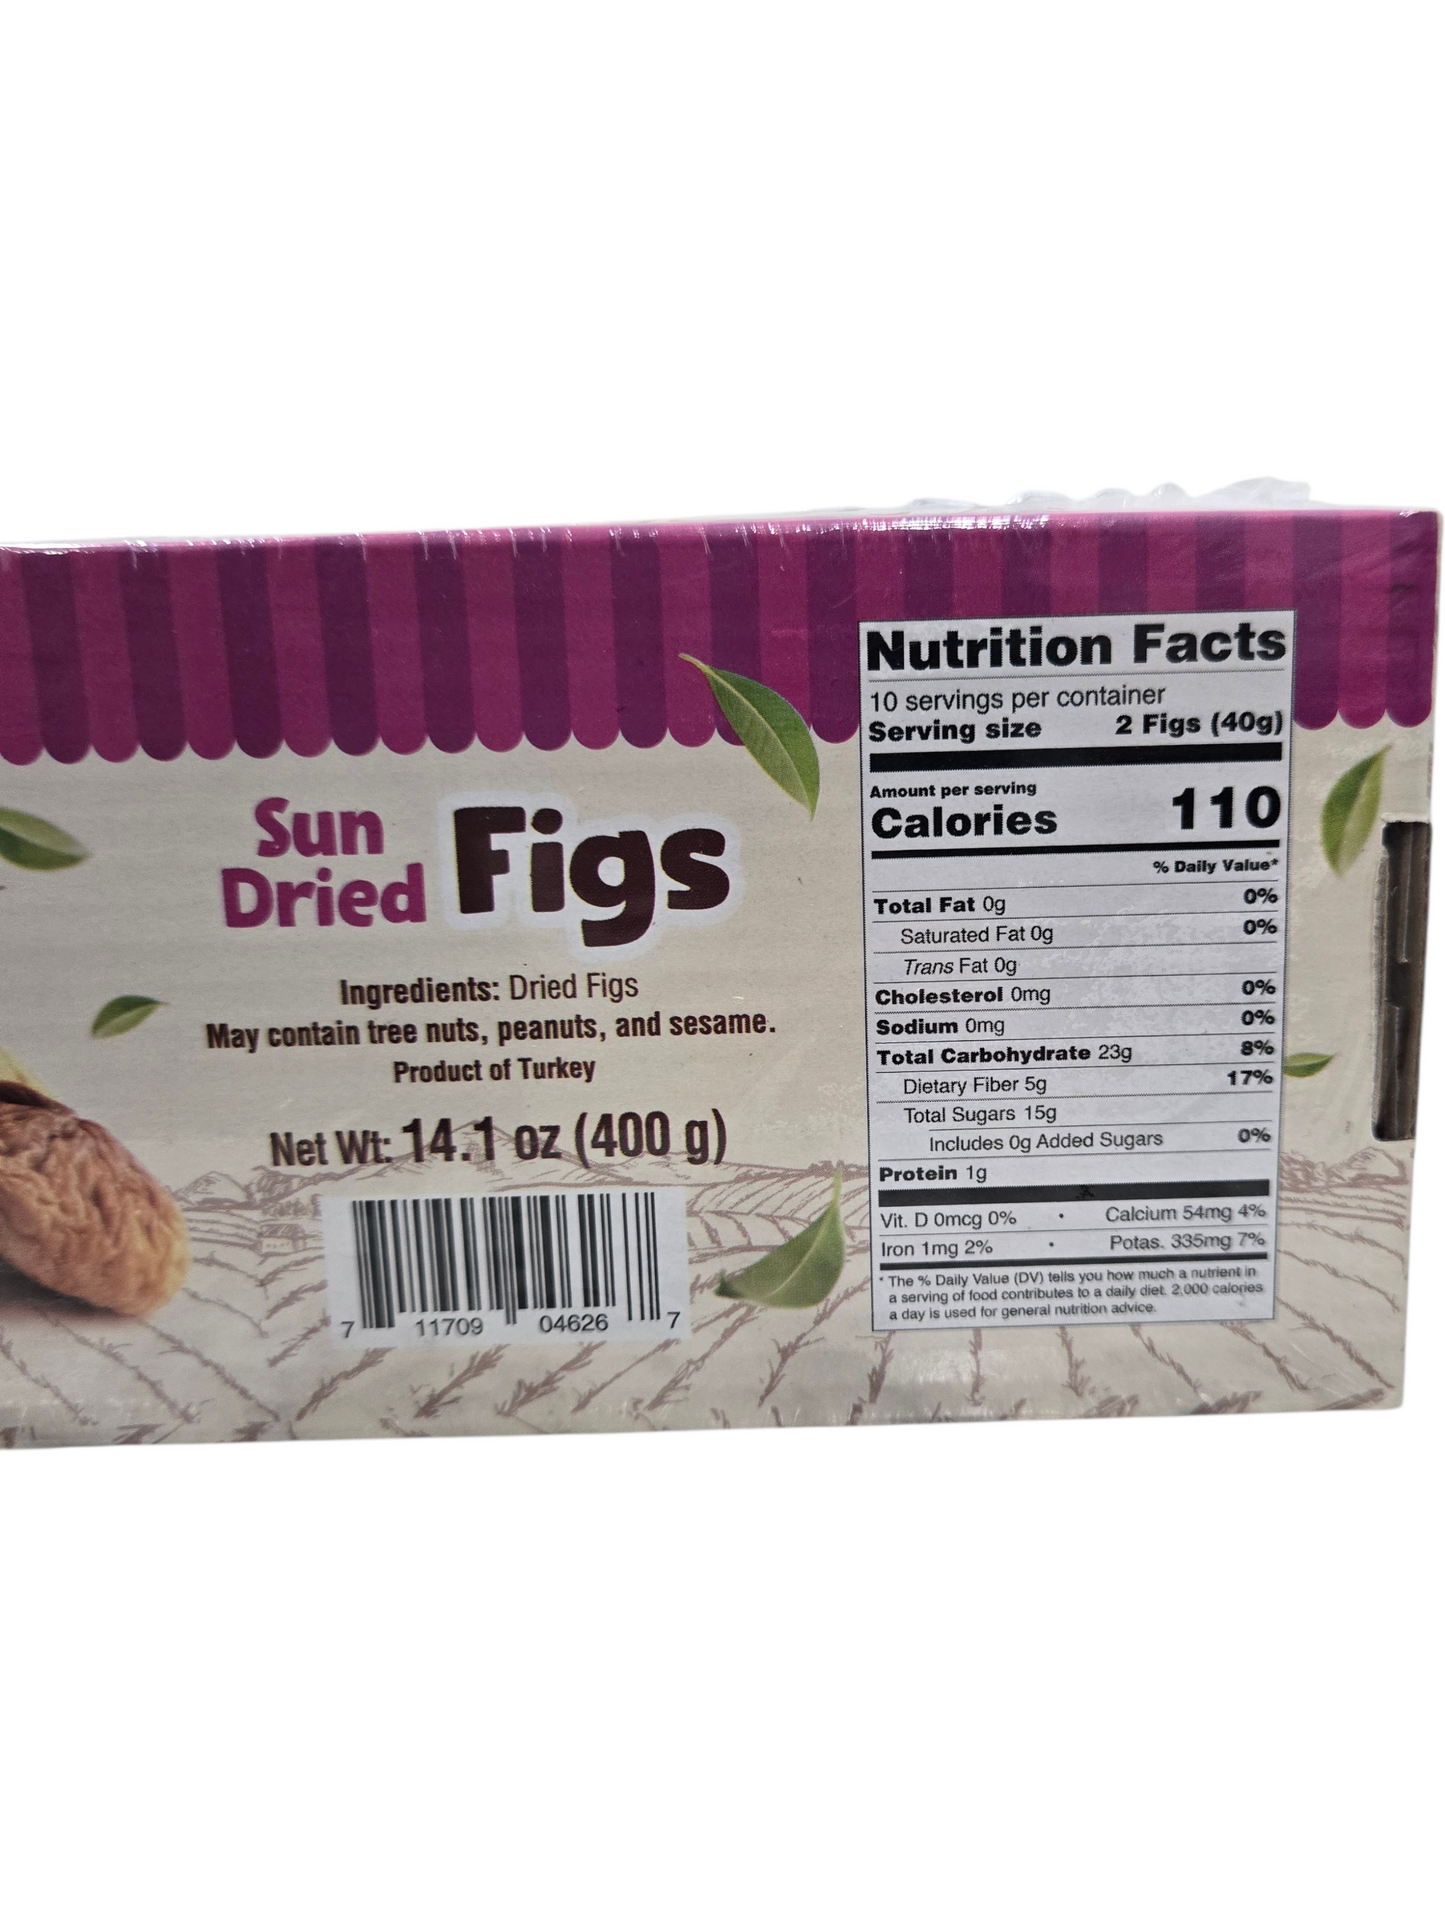 Sun
Dried
Figs
Ingredients: Dried Figs
May contain tree nuts, peanuts, and sesame.
Product of Turkey
Net Wt: 14.1 oz (400 g)
7 11709 04626 7
Nutrition Facts
10 servings per container
Serving size 2 Figs (40g)
Amount per serving
Calories 110
% Daily Value*
Total Fat 0g 0%
Saturated Fat 0g 0%
Trans Fat 0g
Cholesterol 0mg 0%
Sodium 0mg 0%
Total Carbohydrate 23g 8%
Dietary Fiber 5g 17%
Total Sugars 15g
Includes 0g Added Sugars 0%
Protein 1g
Vit. D 0mcg 0% • Calcium 54mg 4%
Iron 1mg 2% • Potas. 335mg 7%
* The % Daily Value (DV) tells you how much a nutrient in
a serving of food contributes to a daily diet. 2,000 calories
a day is used for general nutrition advice.